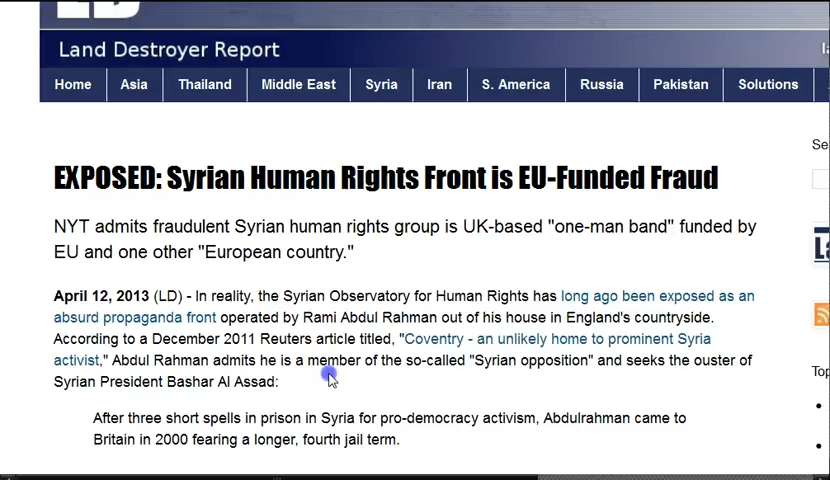 Land Destroyer Report
Home Asia Thailand Middle East Syria Iran S. America Russia Pakistan Solutions
EXPOSED: Syrian Human Rights Front is EU-Funded Fraud
NYT admits fraudulent Syrian human rights group is UK-based "one-man band" funded by
EU and one other "European country."
April 12, 2013 (LD) - In reality, the Syrian Observatory for Human Rights has long ago been exposed as an
absurd propaganda front operated by Rami Abdul Rahman out of his house in England's countryside.
According to a December 2011 Reuters article titled, "Coventry - an unlikely home to prominent Syria
activist," Abdul Rahman admits he is a member of the so-called "Syrian opposition" and seeks the ouster of
Syrian President Bashar Al Assad:
After three short spells in prison in Syria for pro-democracy activism, Abdulrahman came to
Britain in 2000 fearing a longer, fourth jail term.